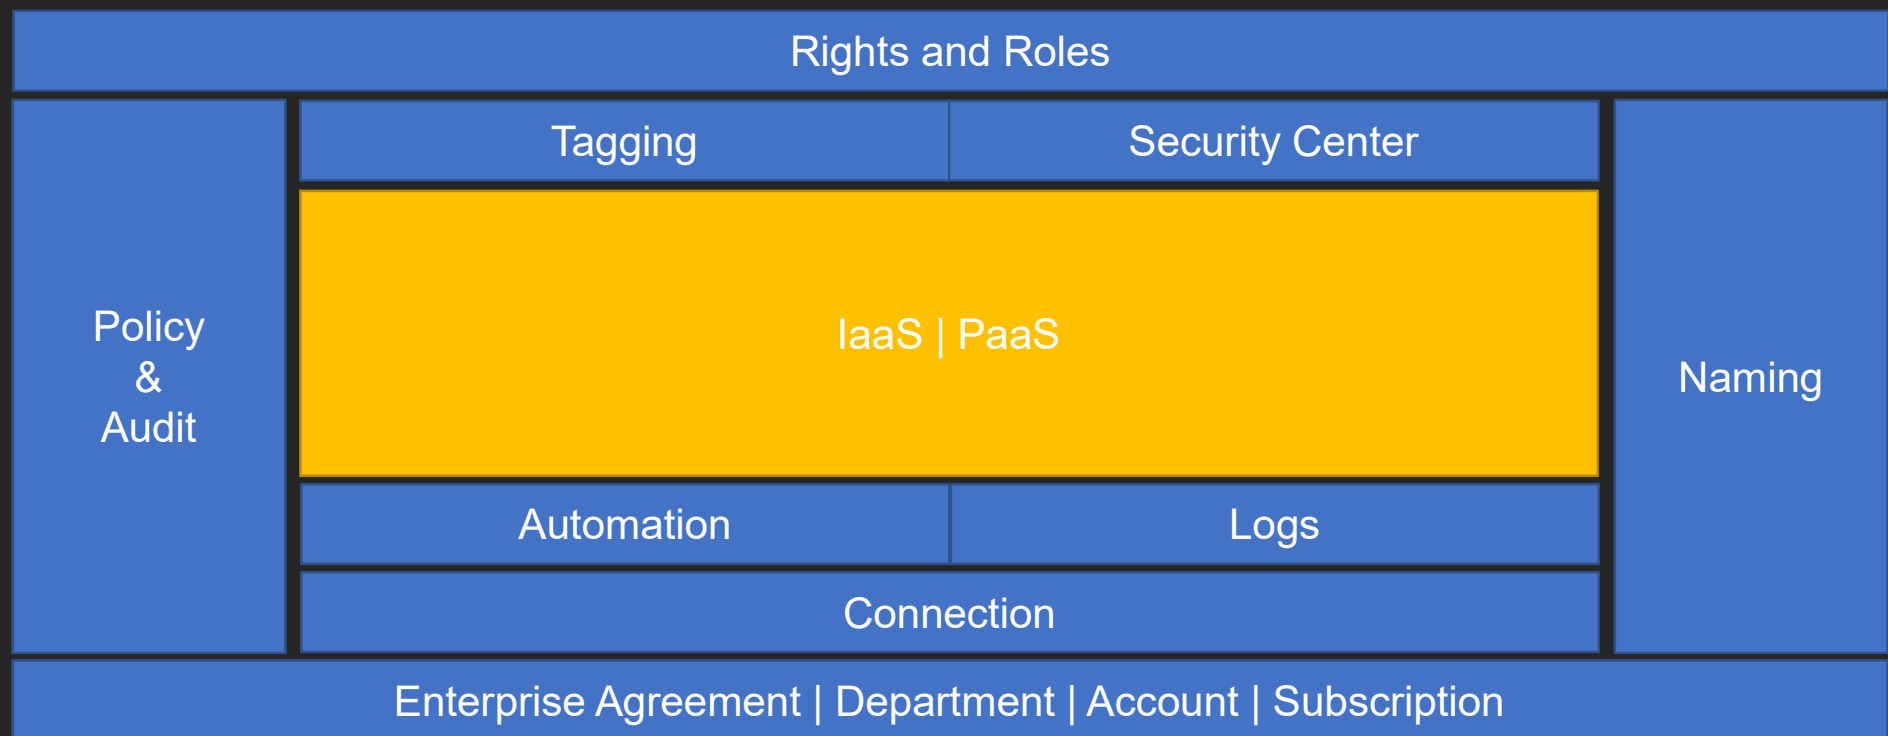 Rights and Roles
Tagging
Security Center
Policy
&
Audit
IaaS | PaaS
Naming
Automation
Logs
Connection
Enterprise Agreement | Department | Account | Subscription